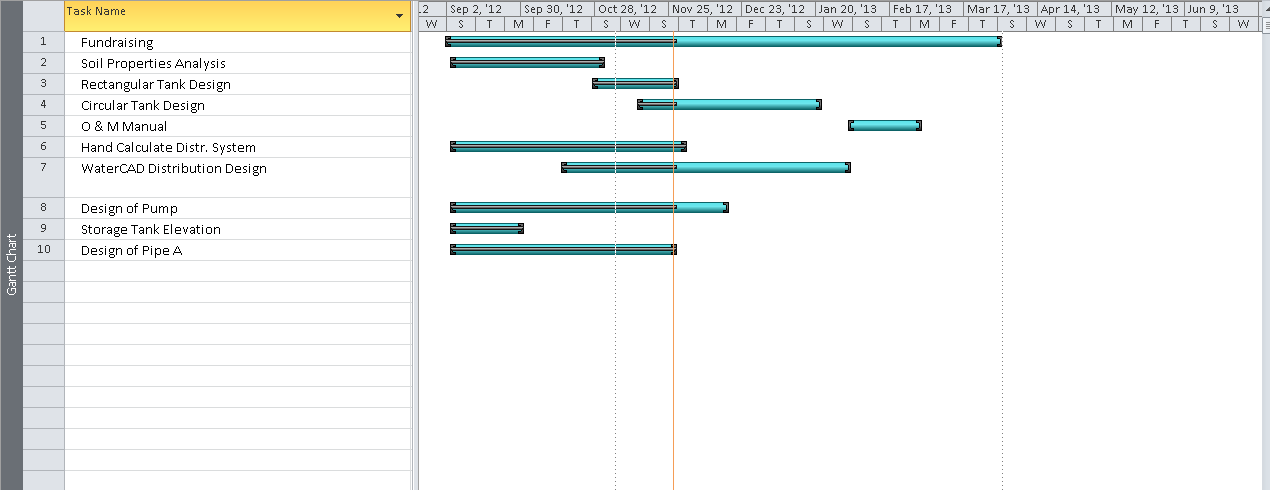 Task Name
.2 Sep 2, '12 Sep 30, '12 Oct 28, '12 Nov 25, '12 Dec 23, '12 Jan 20, '13 Feb 17, '13 Mar 17, '13 Apr 14, '13 May 12, '13 Jun 9, '13
W S T M F T S W S T M F T S W S T M F T S W S T M F T S W
1 Fundraising
2 Soil Properties Analysis
3 Rectangular Tank Design
4 Circular Tank Design
5 O & M Manual
6 Hand Calculate Distr. System
7 WaterCAD Distribution Design
8 Design of Pump
9 Storage Tank Elevation
10 Design of Pipe A
Gantt Chart